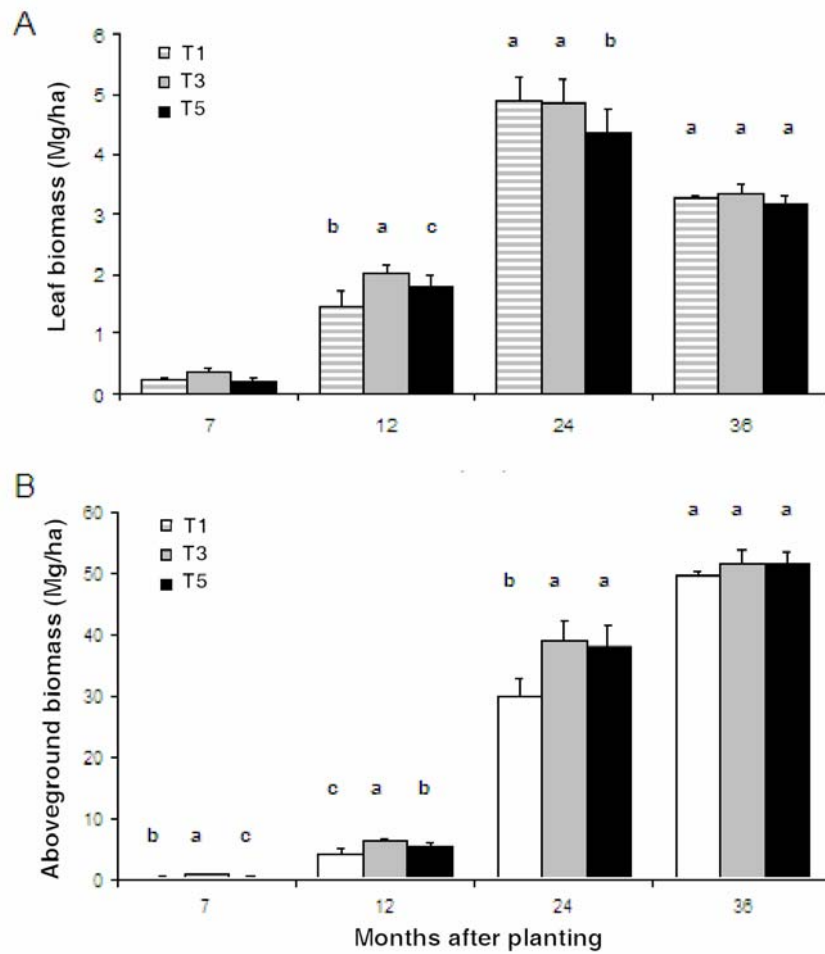 A
Leaf biomass (Mg/ha)
6
5
4
3
2
1
0
T1
T3
T5
a a b
a a a
b a c
7 12 24 36
B
Aboveground biomass (Mg/ha)
60
50
40
30
20
10
0
T1
T3
T5
a a a
b a a
c a b
b a c
7 12 24 36
Months after planting